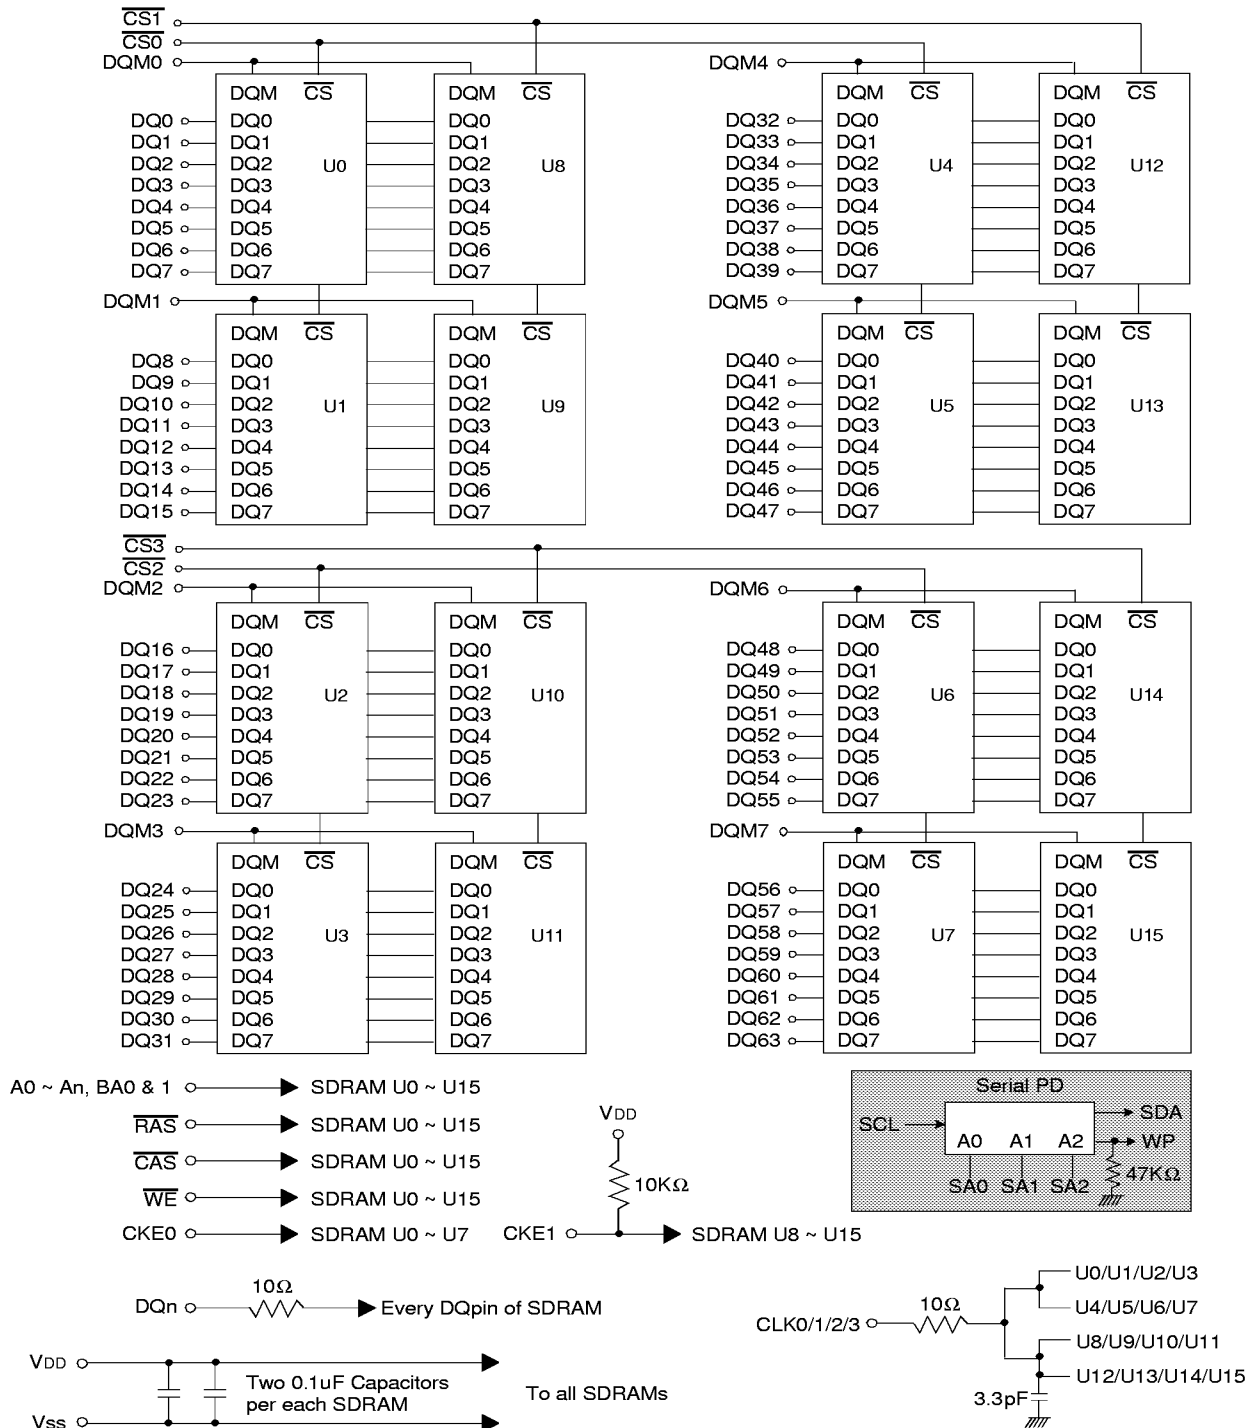 CS1
CS0
DQM0 DQM4
DQM CS DQM CS DQM CS DQM CS
DQ0 DQ0 DQ0 DQ32 DQ0 DQ0
DQ1 DQ1 DQ1 DQ33 DQ1 DQ1
DQ2 DQ2 U0 DQ2 U8 DQ34 DQ2 U4 DQ2 U12
DQ3 DQ3 DQ3 DQ35 DQ3 DQ3
DQ4 DQ4 DQ4 DQ36 DQ4 DQ4
DQ5 DQ5 DQ5 DQ37 DQ5 DQ5
DQ6 DQ6 DQ6 DQ38 DQ6 DQ6
DQ7 DQ7 DQ7 DQ39 DQ7 DQ7
DQM1 DQM5
DQM CS DQM CS DQM CS DQM CS
DQ8 DQ0 DQ0 DQ40 DQ0 DQ0
DQ9 DQ1 DQ1 DQ41 DQ1 DQ1
DQ10 DQ2 U1 DQ2 U9 DQ42 DQ2 U5 DQ2 U13
DQ11 DQ3 DQ3 DQ43 DQ3 DQ3
DQ12 DQ4 DQ4 DQ44 DQ4 DQ4
DQ13 DQ5 DQ5 DQ45 DQ5 DQ5
DQ14 DQ6 DQ6 DQ46 DQ6 DQ6
DQ15 DQ7 DQ7 DQ47 DQ7 DQ7
CS3
CS2
DQM2 DQM6
DQM CS DQM CS DQM CS DQM CS
DQ16 DQ0 DQ0 DQ48 DQ0 DQ0
DQ17 DQ1 DQ1 DQ49 DQ1 DQ1
DQ18 DQ2 U2 DQ2 U10 DQ50 DQ2 U6 DQ2 U14
DQ19 DQ3 DQ3 DQ51 DQ3 DQ3
DQ20 DQ4 DQ4 DQ52 DQ4 DQ4
DQ21 DQ5 DQ5 DQ53 DQ5 DQ5
DQ22 DQ6 DQ6 DQ54 DQ6 DQ6
DQ23 DQ7 DQ7 DQ55 DQ7 DQ7
DQM3 DQM7
DQM CS DQM CS DQM CS DQM CS
DQ24 DQ0 DQ0 DQ56 DQ0 DQ0
DQ25 DQ1 DQ1 DQ57 DQ1 DQ1
DQ26 DQ2 U3 DQ2 U11 DQ58 DQ2 U7 DQ2 U15
DQ27 DQ3 DQ3 DQ59 DQ3 DQ3
DQ28 DQ4 DQ4 DQ60 DQ4 DQ4
DQ29 DQ5 DQ5 DQ61 DQ5 DQ5
DQ30 DQ6 DQ6 DQ62 DQ6 DQ6
DQ31 DQ7 DQ7 DQ63 DQ7 DQ7
A0 ~ An, BA0 & 1 SDRAM U0 ~ U15
RAS SDRAM U0 ~ U15
CAS SDRAM U0 ~ U15
WE SDRAM U0 ~ U15
CKE0 SDRAM U0 ~ U7
VDD
10KΩ
CKE1 SDRAM U8 ~ U15
Serial PD
SCL SDA
A0 A1 A2 WP
SA0 SA1 SA2 47KΩ
10Ω
DQn Every DQpin of SDRAM
U0/U1/U2/U3
10Ω U4/U5/U6/U7
CLK0/1/2/3
U8/U9/U10/U11
U12/U13/U14/U15
3.3pF
VDD
Two 0.1uF Capacitors
per each SDRAM
To all SDRAMs
Vss